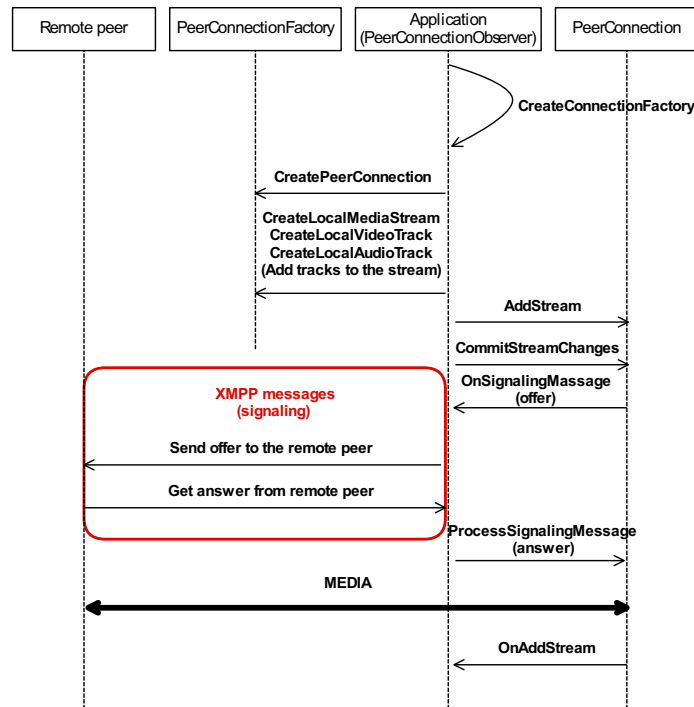 Remote peer
PeerConnectionFactory
Application
(PeerConnectionObserver)
PeerConnection
CreateConnectionFactory
CreatePeerConnection
CreateLocalMediaStream
CreateLocalVideoTrack
CreateLocalAudioTrack
(Add tracks to the stream)
AddStream
CommitStreamChanges
XMPP messages
(signaling)
OnSignalingMassage
(offer)
Send offer to the remote peer
Get answer from remote peer
ProcessSignalingMessage
(answer)
MEDIA
OnAddStream